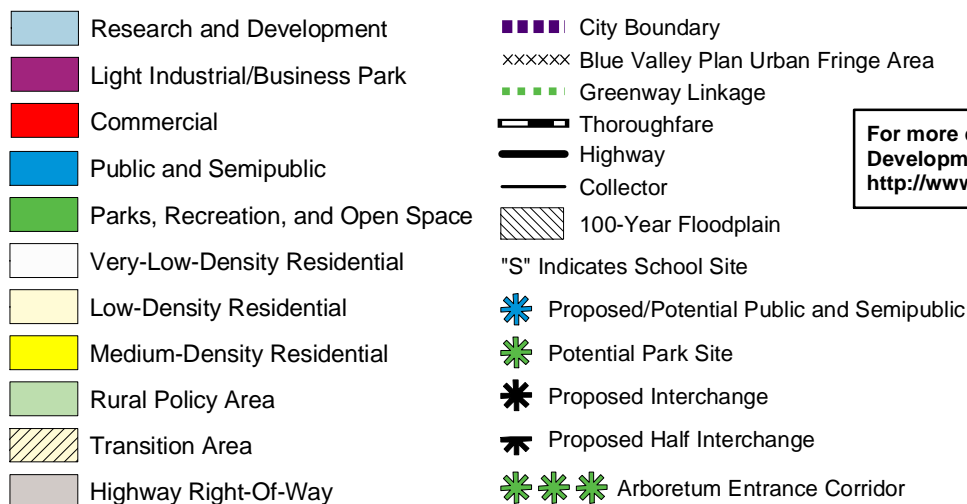 Research and Development
Light Industrial/Business Park
Commercial
Public and Semipublic
Parks, Recreation, and Open Space
Very-Low-Density Residential
Low-Density Residential
Medium-Density Residential
Rural Policy Area
Transition Area
Highway Right-Of-Way
City Boundary
Blue Valley Plan Urban Fringe Area
Greenway Linkage
Thoroughfare
Highway
Collector
100-Year Floodplain
"S" Indicates School Site
Proposed/Potential Public and Semipublic
Potential Park Site
Proposed Interchange
Proposed Half Interchange
Arboretum Entrance Corridor
For more
Developm
http://www